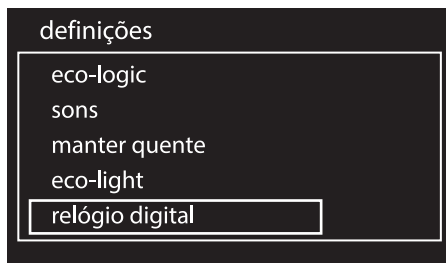 definições
eco-logic
sons
manter quente
eco-light
relógio digital